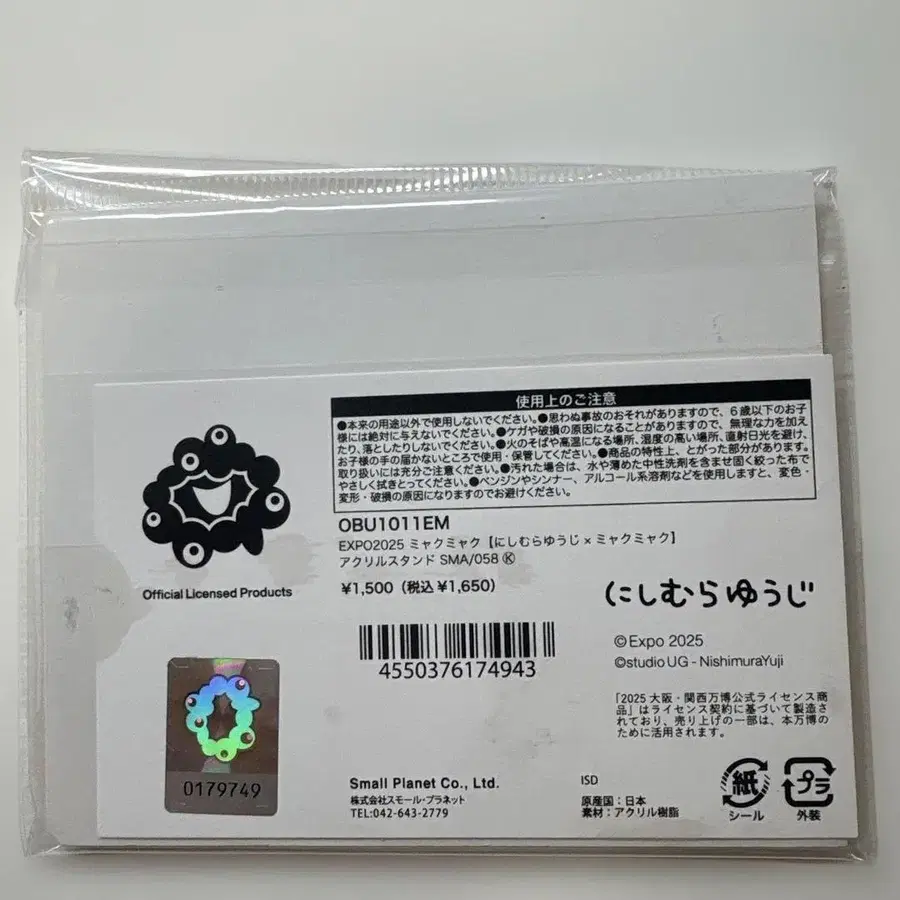 使用上のご注意
●本来の用途以外で使用しないでください。●思わぬ事故のおそれがありますので、6歳以下のお子
様には絶対に与えないでください。●ケガや破損の原因になることがありますので、無理な力を加え
たり、落としたりしないでください。●火のそばや高温になる場所、湿度の高い場所、直射日光を避け、
お子様の手の届かないところで使用・保管してください。●商品の特性上、とがった部分があります。
取り扱いには充分ご注意ください。●汚れた場合は、水や薄めた中性洗剤を含ませ固く絞った布で
やさしく拭きとってください。●ベンジンやシンナー、アルコール系溶剤などを使用しますと、変色・
変形・破損の原因になりますのでお避けください。
Official Licensed Products
OBU1011EM
EXPO2025 ミャクミャク【にしむらゆうじ×ミャクミャク】
アクリルスタンド SMA/058 Ⓚ
¥1,500（税込¥1,650）
にしむらゆうじ
4550376174943
©Expo 2025
©studio UG - NishimuraYuji
「2025 大阪・関西万博公式ライセンス商
品」はライセンス契約に基づいて製造さ
れており、売り上げの一部は、本万博の
ために活用されます。
0179749
Small Planet Co., Ltd.
株式会社スモール・プラネット
TEL:042-643-2779
ISD
原産国：日本
素材：アクリル樹脂
紙
シール
プラ
外装